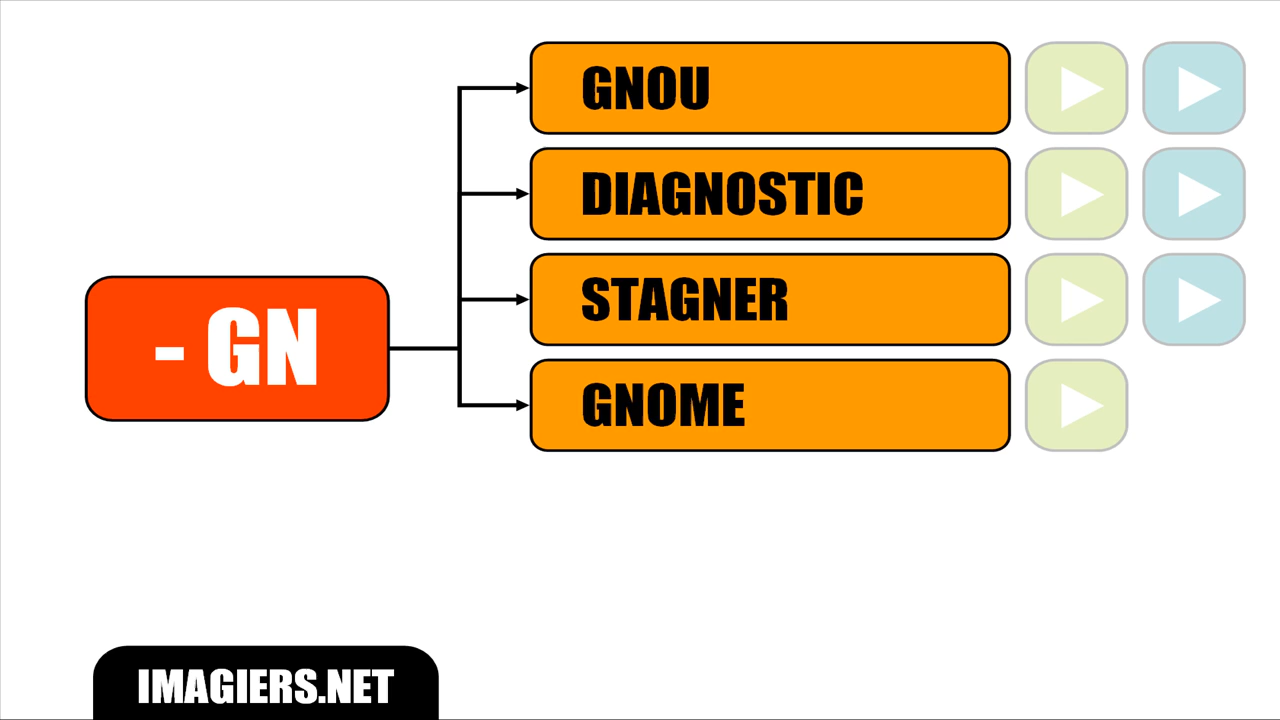 GNOU
DIAGNOSTIC
STAGNER
- GN
GNOME
IMAGIERS.NET